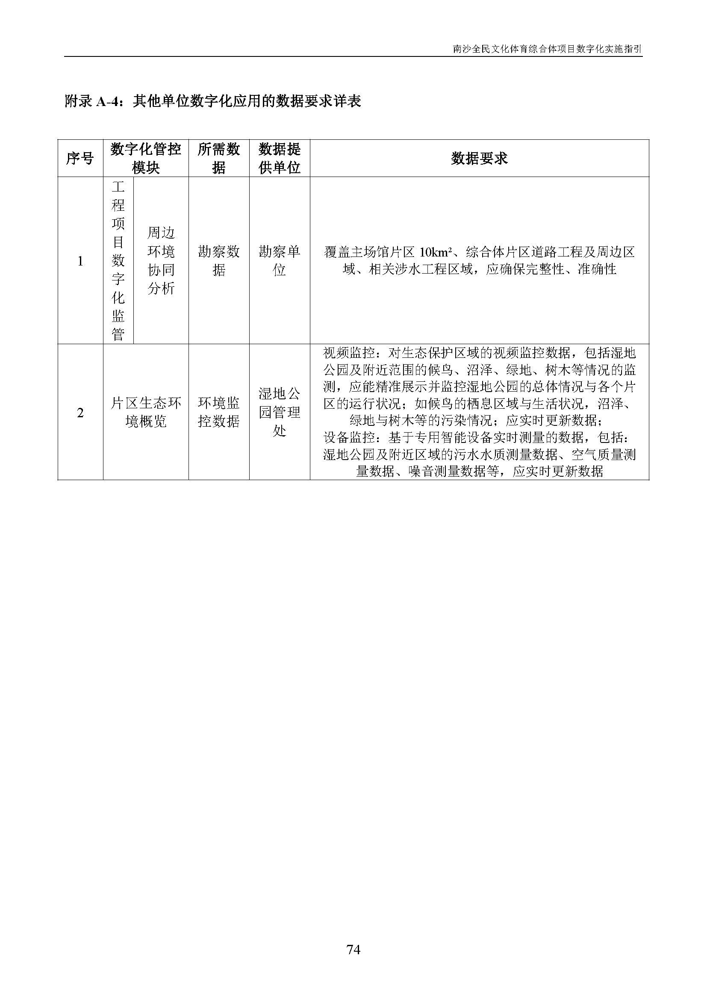 南沙全民文化体育综合体项目数字化实施指引
附录 A-4：其他单位数字化应用的数据要求详表
序号
数字化管控
模块
所需数
据
数据提
供单位
数据要求
1
工
程
项
目
数
字
化
监
管
周边
环境
协同
分析
勘察数
据
勘察单
位
覆盖主场馆片区 10km²、综合体片区道路工程及周边区
域、相关涉水工程区域，应确保完整性、准确性
2
片区生态环
境概览
环境监
控数据
湿地公
园管理
处
视频监控：对生态保护区域的视频监控数据，包括湿地
公园及附近范围的候鸟、沼泽、绿地、树木等情况的监
测，应能精准展示并监控湿地公园的总体情况与各个片
区的运行状况；如候鸟的栖息区域与生活状况，沼泽、
绿地与树木等的污染情况；应实时更新数据；
设备监控：基于专用智能设备实时测量的数据，包括：
湿地公园及附近区域的污水水质测量数据、空气质量测
量数据、噪音测量数据等，应实时更新数据
74